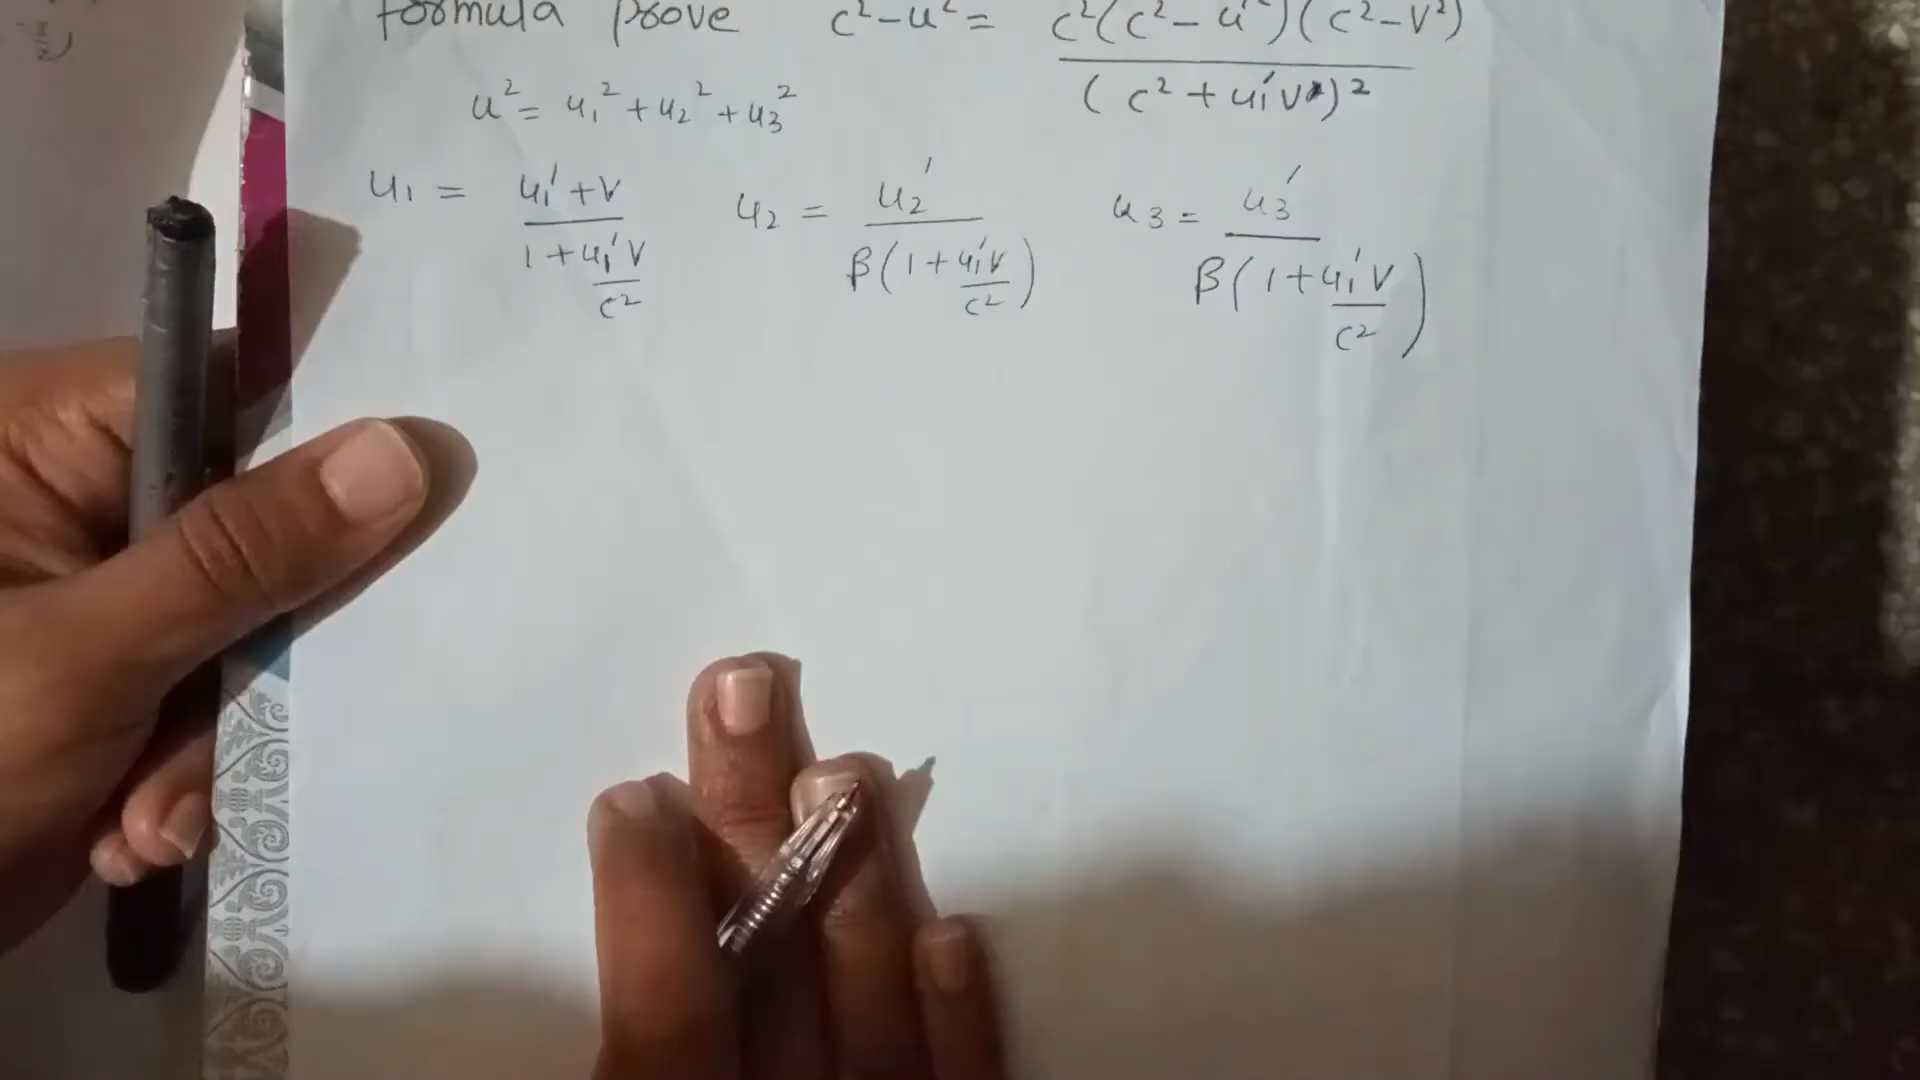 formula prove c²-u² = c²(c²-u'²)(c²-v²) / (c²+u₁'v)²
u² = u₁² + u₂² + u₃²
u₁ = (u₁'+v) / (1+u₁'v/c²) u₂ = u₂' / β(1+u₁'v/c²) u₃ = u₃' / β(1+u₁'v/c²)